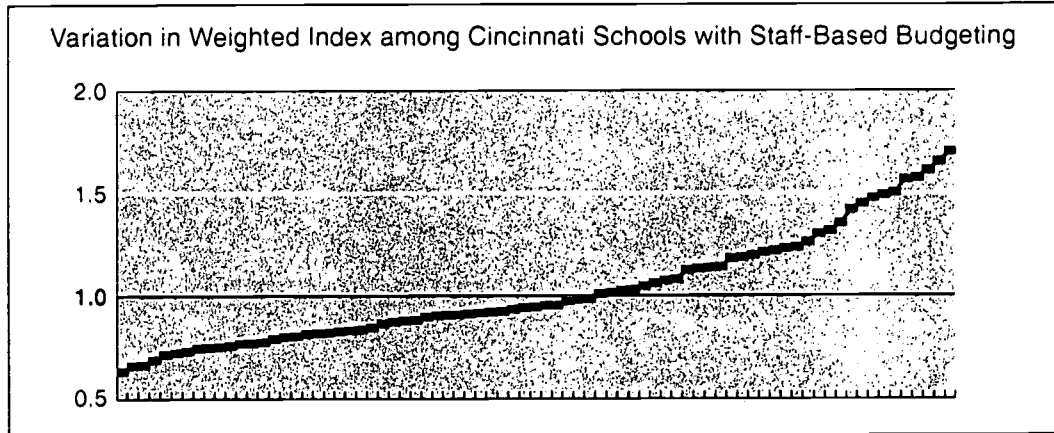 Variation in Weighted Index among Cincinnati Schools with Staff-Based Budgeting
2.0
1.5
1.0
0.5